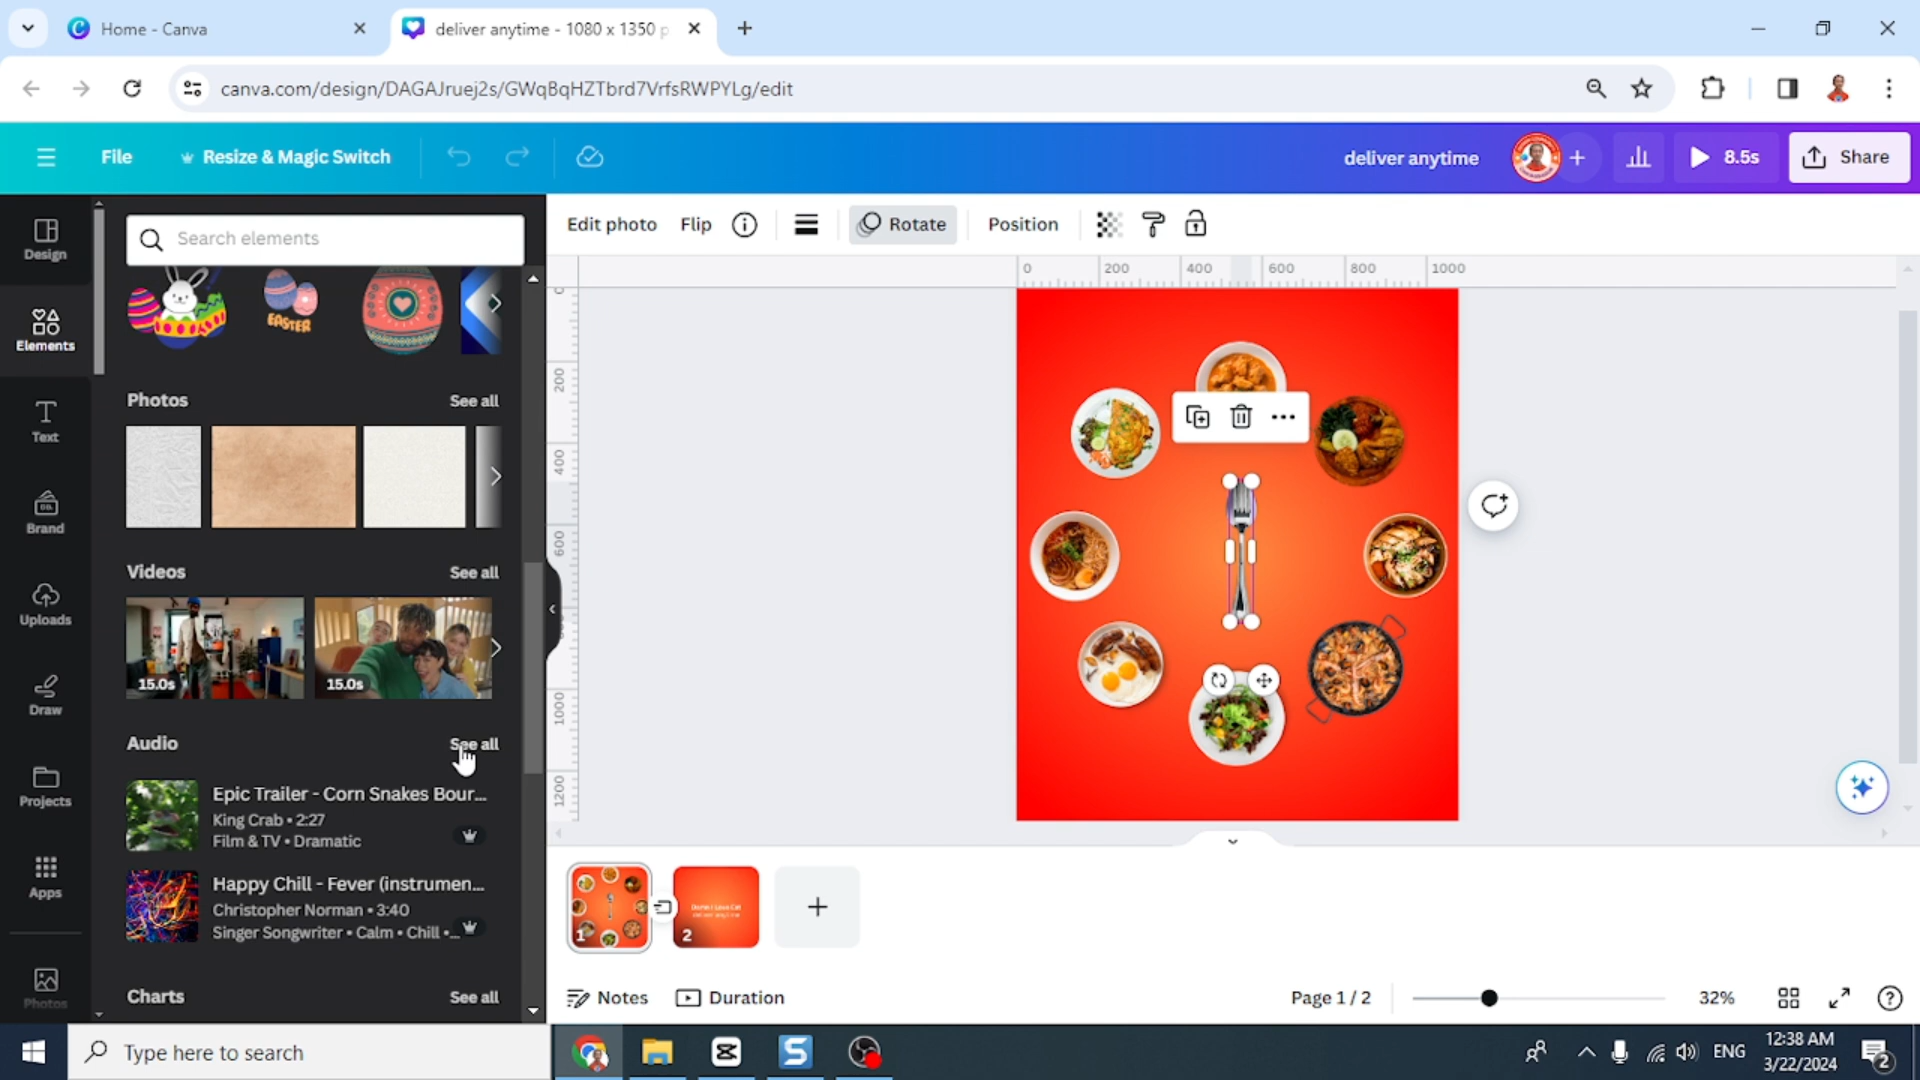 Home - Canva
deliver anytime - 1080 x 1350 p
canva.com/design/DAGAJruej2s/GWqBqHZTbrd7VrfsRWPYLg/edit
File
Resize & Magic Switch
deliver anytime
8.5s
Share
Design
Elements
Text
Brand
Uploads
Draw
Projects
Apps
Photos
Search elements
EASTER
Photos
See all
Videos
See all
15.0s
15.0s
Audio
See all
Epic Trailer - Corn Snakes Bour...
King Crab • 2:27
Film & TV • Dramatic
Happy Chill - Fever (instrumen...
Christopher Norman • 3:40
Singer Songwriter • Calm • Chill •...
Charts
See all
Edit photo
Flip
Rotate
Position
0 200 400 600 800 1000
0
200
400
600
1000
1200
1
2
deliver anytime
Notes
Duration
Page 1 / 2
32%
Type here to search
ENG
12:38 AM
3/22/2024
2